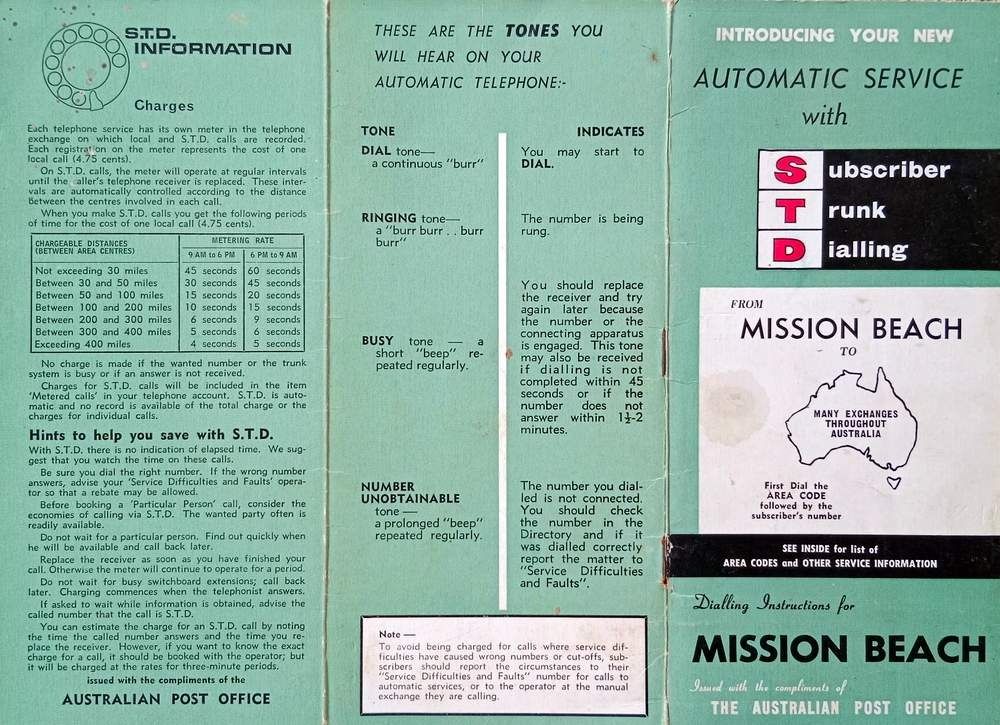 S.T.D.
INFORMATION
Charges
Each telephone service has its own meter in the telephone
exchange on which local and S.T.D. calls are recorded.
Each registration on the meter represents the cost of one
local call (4.75 cents).
On S.T.D. calls, the meter will operate at regular intervals
until the caller's telephone receiver is replaced. These inter-
vals are automatically controlled according to the distance
between the centres involved in each call.
When you make S.T.D. calls you get the following periods
of time for the cost of one local call (4.75 cents).
CHARGEABLE DISTANCES
(BETWEEN AREA CENTRES)
METERING RATE
9 AM to 6 PM 6 PM to 9 AM
Not exceeding 30 miles 45 seconds 60 seconds
Between 30 and 50 miles 30 seconds 45 seconds
Between 50 and 100 miles 15 seconds 20 seconds
Between 100 and 200 miles 10 seconds 15 seconds
Between 200 and 300 miles 6 seconds 9 seconds
Between 300 and 400 miles 5 seconds 6 seconds
Exceeding 400 miles 4 seconds 5 seconds
No charge is made if the wanted number or the trunk
system is busy or if an answer is not received.
Charges for S.T.D. calls will be included in the item
'Metered calls' in your telephone account. S.T.D. is auto-
matic and no record is available of the total charge or the
charges for individual calls.
Hints to help you save with S.T.D.
With S.T.D. there is no indication of elapsed time. We sug-
gest that you watch the time on these calls.
Be sure you dial the right number. If the wrong number
answers, advise your 'Service Difficulties and Faults' opera-
tor so that a rebate may be allowed.
Before booking a 'Particular Person' call, consider the
economies of calling via S.T.D. The wanted party often is
readily available.
Do not wait for a particular person. Find out quickly when
he will be available and call back later.
Replace the receiver as soon as you have finished your
call. Otherwise the meter will continue to operate for a period.
Do not wait for busy switchboard extensions; call back
later. Charging commences when the telephonist answers.
If asked to wait while information is obtained, advise the
called number that the call is S.T.D.
You can estimate the charge for an S.T.D. call by noting
the time the called number answers and the time you re-
place the receiver. However, if you want to know the exact
charge for a call, it should be booked with the operator; but
it will be charged at the rates for three-minute periods.
issued with the compliments of the
AUSTRALIAN POST OFFICE
THESE ARE THE TONES YOU
WILL HEAR ON YOUR
AUTOMATIC TELEPHONE:-
TONE
INDICATES
DIAL tone—
a continuous "burr"
You may start to
DIAL.
RINGING tone—
a "burr burr . . burr
burr"
The number is being
rung.
BUSY tone — a
short "beep" re-
peated regularly.
You should replace
the receiver and try
again later because
the number or the
connecting apparatus
is engaged. This tone
may also be received
if dialling is not
completed within 45
seconds or if the
number does not
answer within 1½-2
minutes.
NUMBER
UNOBTAINABLE
tone —
a prolonged "beep"
repeated regularly.
The number you dial-
led is not connected.
You should check
the number in the
Directory and if it
was dialled correctly
report the matter to
"Service Difficulties
and Faults".
Note —
To avoid being charged for calls where service dif-
ficulties have caused wrong numbers or cut-offs, sub-
scribers should report the circumstances to their
"Service Difficulties and Faults" number for calls to
automatic services, or to the operator at the manual
exchange they are calling.
INTRODUCING YOUR NEW
AUTOMATIC SERVICE
with
Subscriber
Trunk
Dialling
FROM
MISSION BEACH
TO
MANY EXCHANGES
THROUGHOUT
AUSTRALIA
First Dial the
AREA CODE
followed by the
subscriber's number
SEE INSIDE for list of
AREA CODES and OTHER SERVICE INFORMATION
Dialling Instructions for
MISSION BEACH
Issued with the compliments of
THE AUSTRALIAN POST OFFICE